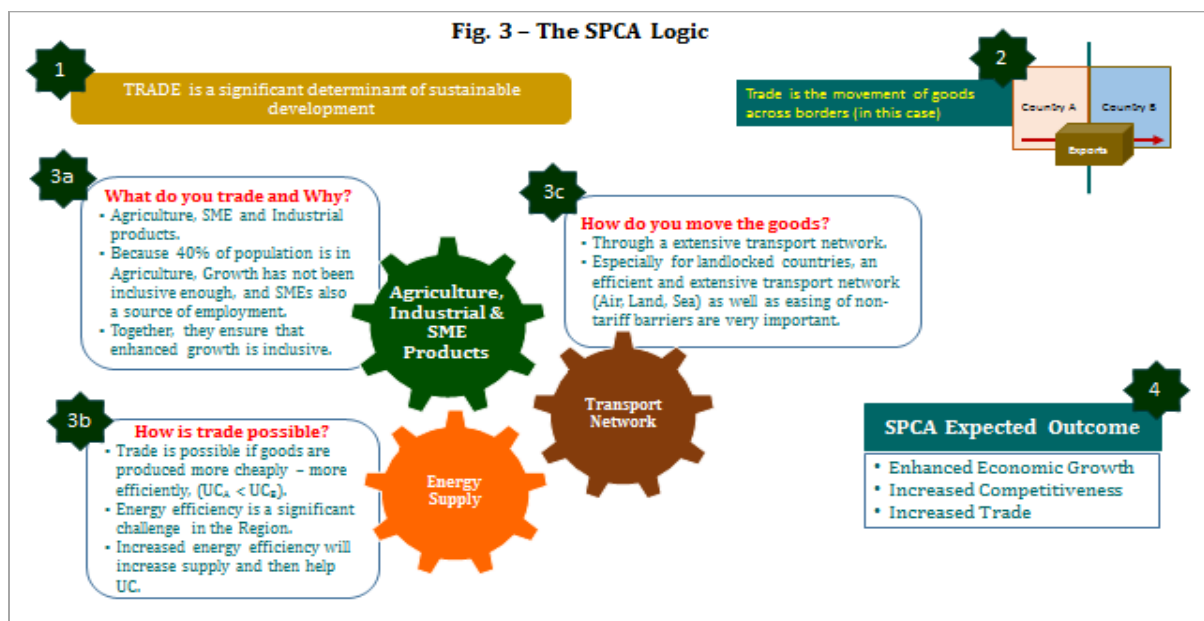 Fig. 3 – The SPCA Logic
1
TRADE is a significant determinant of sustainable
development
2
Trade is the movement of goods
across borders (in this case)
Country A
Country B
Exports
3a
What do you trade and Why?
• Agriculture, SME and Industrial
products.
• Because 40% of population is in
Agriculture, Growth has not been
inclusive enough, and SMEs also
a source of employment.
• Together, they ensure that
enhanced growth is inclusive.
Agriculture,
Industrial &
SME
Products
3c
How do you move the goods?
• Through a extensive transport network.
• Especially for landlocked countries, an
efficient and extensive transport network
(Air, Land, Sea) as well as easing of non-
tariff barriers are very important.
Transport
Network
3b
How is trade possible?
• Trade is possible if goods are
produced more cheaply – more
efficiently, (UCA < UCB).
• Energy efficiency is a significant
challenge in the Region.
• Increased energy efficiency will
increase supply and then help
UC.
Energy
Supply
4
SPCA Expected Outcome
• Enhanced Economic Growth
• Increased Competitiveness
• Increased Trade